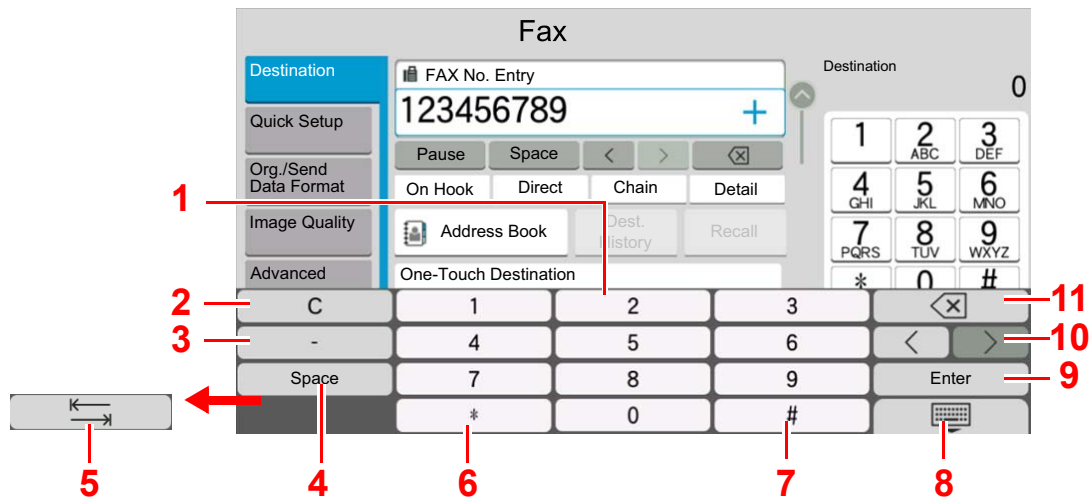 Fax
Destination
Quick Setup
Org./Send
Data Format
Image Quality
Advanced
FAX No. Entry
123456789 +
Pause Space < >
On Hook Direct Chain Detail
Address Book
Dest.
History
Recall
One-Touch Destination
Destination
0
1
2 ABC
3 DEF
4 GHI
5 JKL
6 MNO
7 PQRS
8 TUV
9 WXYZ
* 0 #
C 1 2 3
- 4 5 6 < >
Space 7 8 9 Enter
* 0 #
1
2
3
11
10
9
5 4 6 7 8